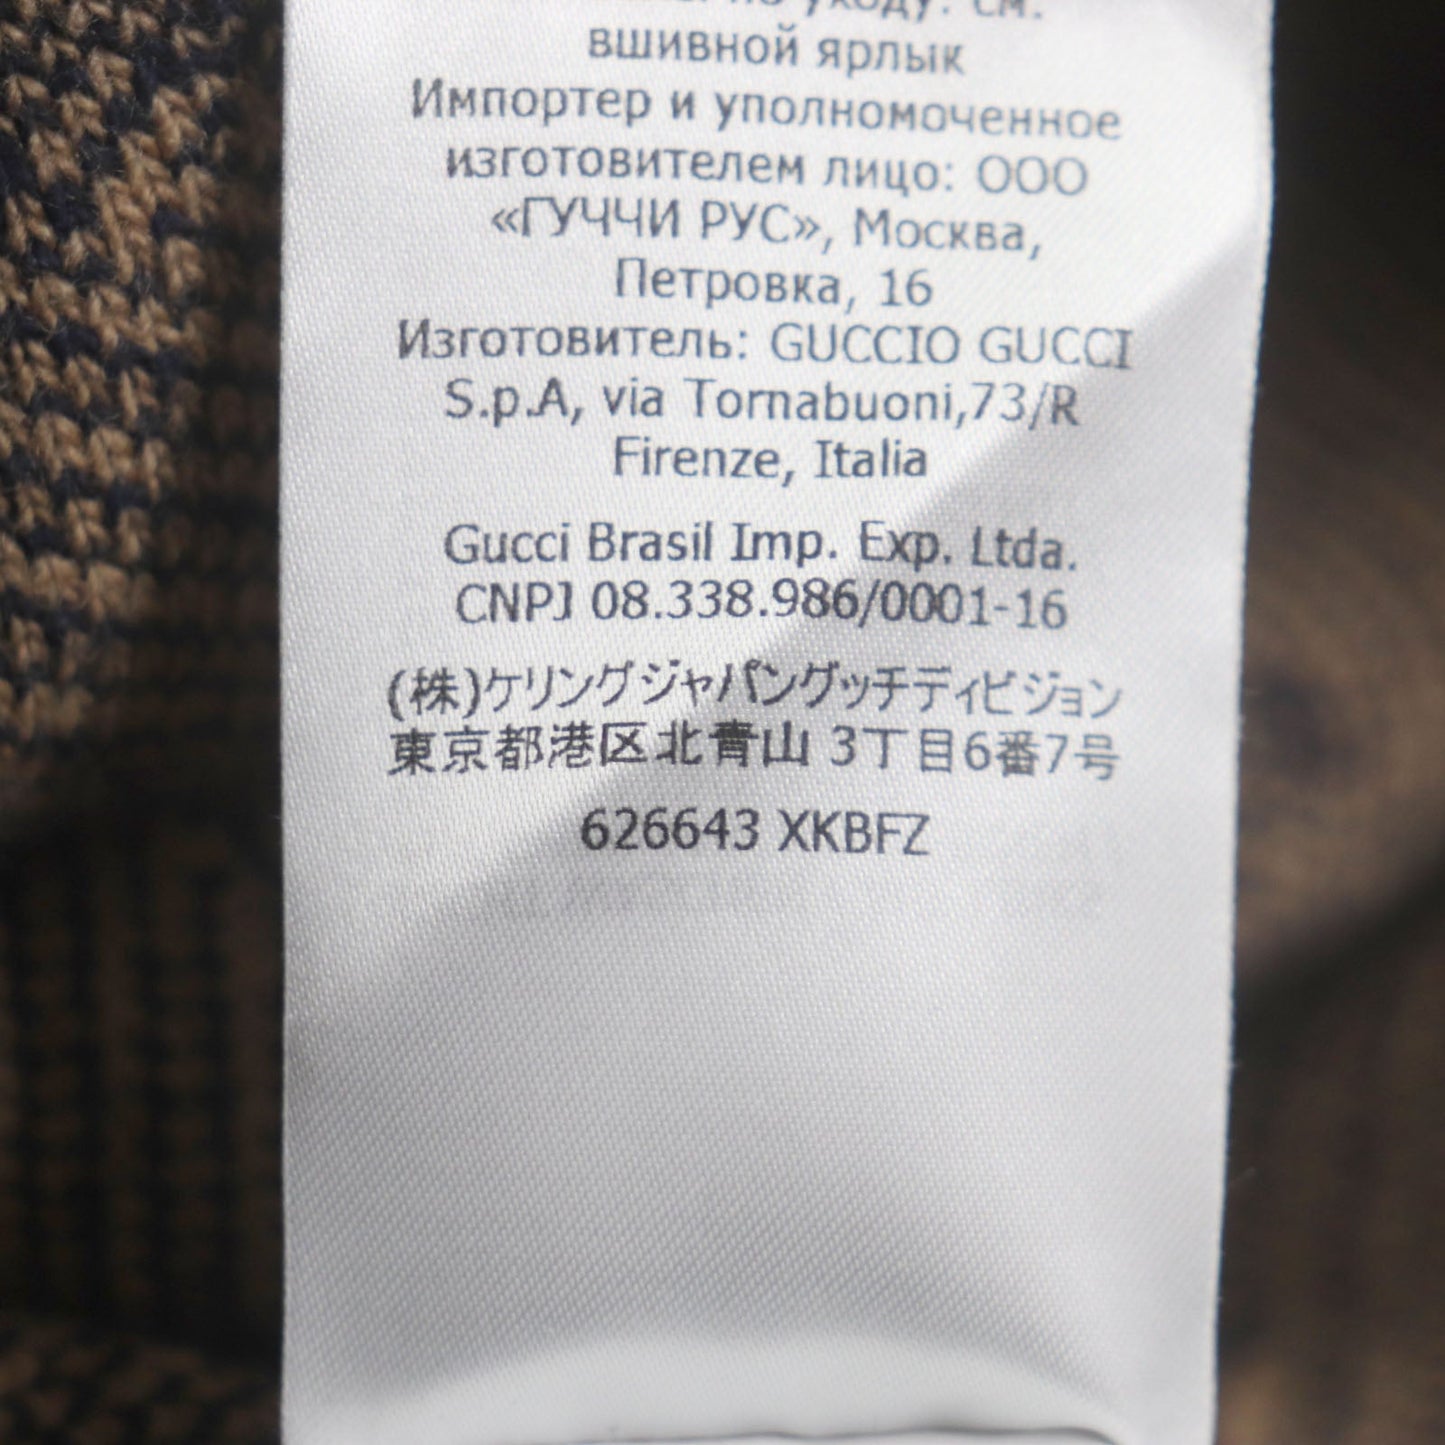 по уходу: см.
вшивной ярлык
Импортер и уполномоченное
изготовителем лицо: ООО
«ГУЧЧИ РУС», Москва,
Петровка, 16
Изготовитель: GUCCIO GUCCI
S.p.A, via Tornabuoni,73/R
Firenze, Italia
Gucci Brasil Imp. Exp. Ltda.
CNPJ 08.338.986/0001-16
(株)ケリングジャパングッチディビジョン
東京都港区北青山 3丁目6番7号
626643 XKBFZ